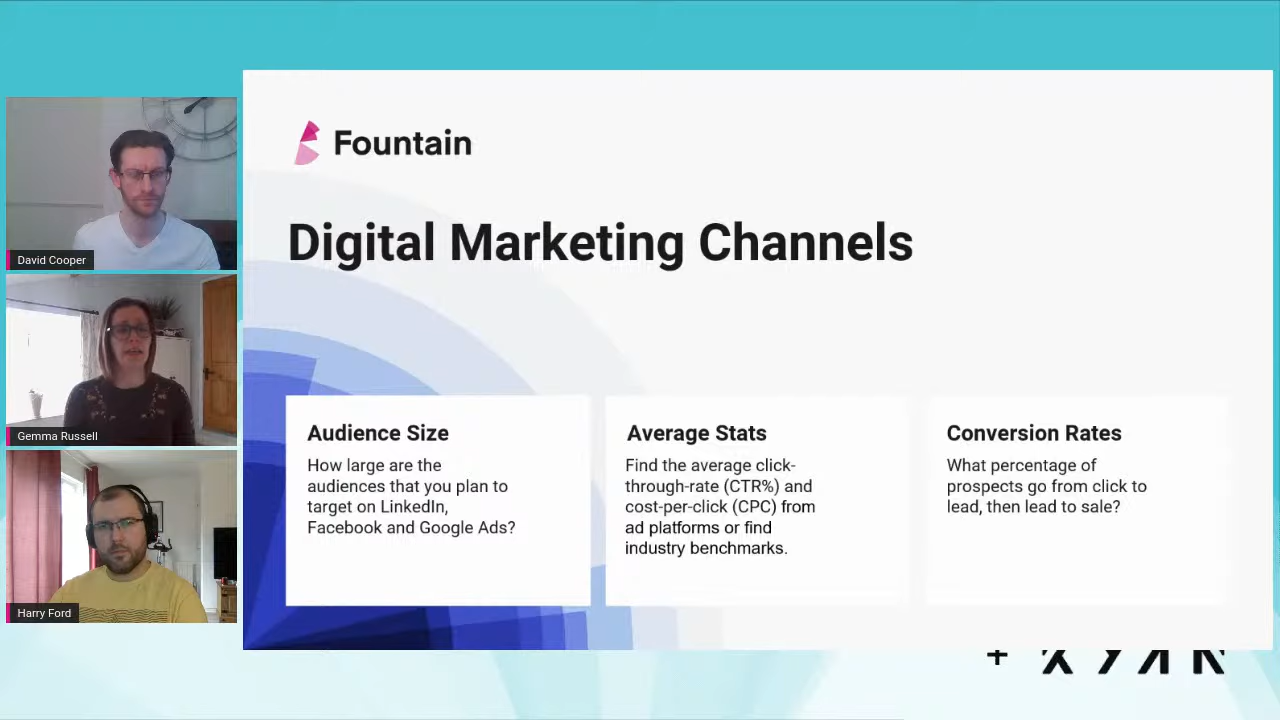 Fountain
Digital Marketing Channels
Audience Size
How large are the
audiences that you plan to
target on LinkedIn,
Facebook and Google Ads?
Average Stats
Find the average click-
through-rate (CTR%) and
cost-per-click (CPC) from
ad platforms or find
industry benchmarks.
Conversion Rates
What percentage of
prospects go from click to
lead, then lead to sale?
David Cooper
Gemma Russell
Harry Ford
+